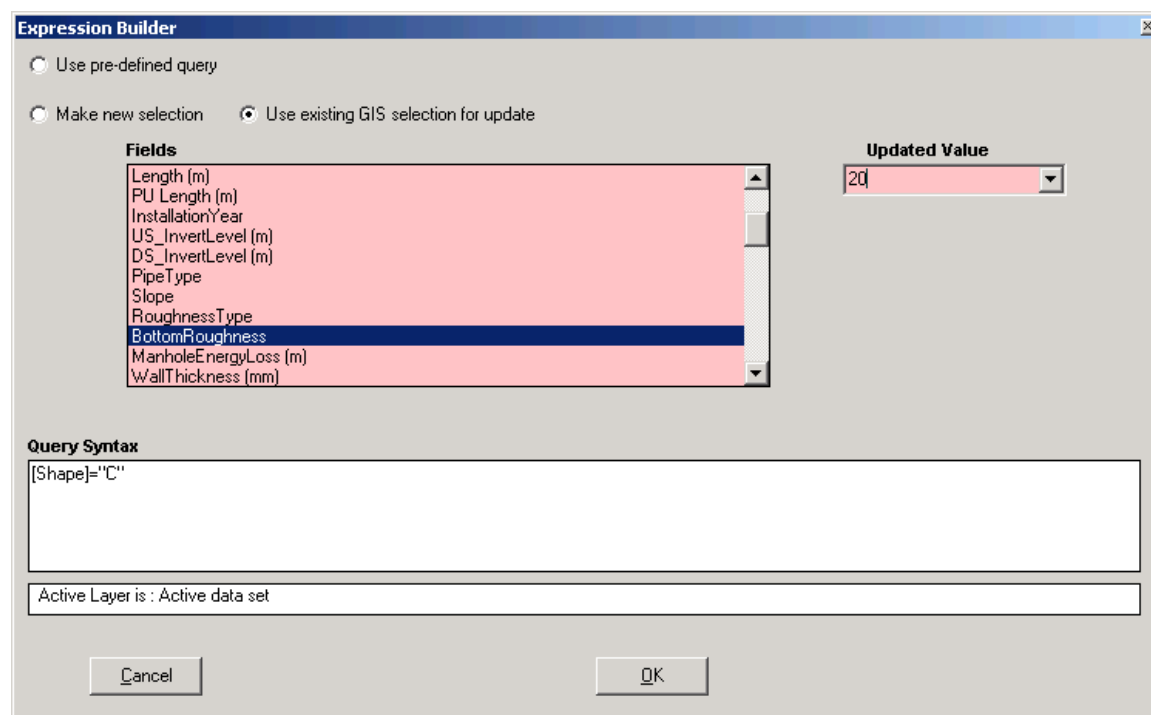 Expression Builder
Use pre-defined query
Make new selection Use existing GIS selection for update
Fields
Updated Value
Length (m)
PU Length (m)
InstallationYear
US_InvertLevel (m)
DS_InvertLevel (m)
PipeType
Slope
RoughnessType
BottomRoughness
ManholeEnergyLoss (m)
WallThickness (mm)
20
Query Syntax
[Shape]="C"
Active Layer is : Active data set
Cancel
OK